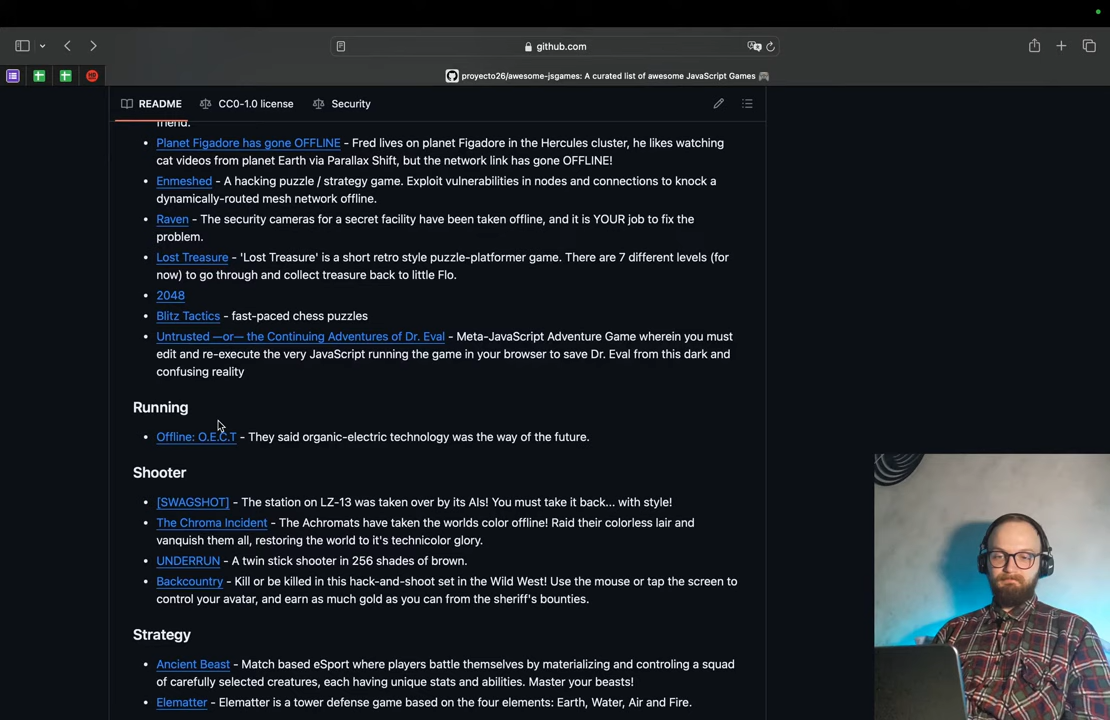 github.com
proyecto26/awesome-jsgames: A curated list of awesome JavaScript Games 🎮
README CC0-1.0 license Security
friend.
• Planet Figadore has gone OFFLINE - Fred lives on planet Figadore in the Hercules cluster, he likes watching
cat videos from planet Earth via Parallax Shift, but the network link has gone OFFLINE!
• Enmeshed - A hacking puzzle / strategy game. Exploit vulnerabilities in nodes and connections to knock a
dynamically-routed mesh network offline.
• Raven - The security cameras for a secret facility have been taken offline, and it is YOUR job to fix the
problem.
• Lost Treasure - 'Lost Treasure' is a short retro style puzzle-platformer game. There are 7 different levels (for
now) to go through and collect treasure back to little Flo.
• 2048
• Blitz Tactics - fast-paced chess puzzles
• Untrusted —or— the Continuing Adventures of Dr. Eval - Meta-JavaScript Adventure Game wherein you must
edit and re-execute the very JavaScript running the game in your browser to save Dr. Eval from this dark and
confusing reality
Running
• Offline: O.E.C.T - They said organic-electric technology was the way of the future.
Shooter
• [SWAGSHOT] - The station on LZ-13 was taken over by its AIs! You must take it back... with style!
• The Chroma Incident - The Achromats have taken the worlds color offline! Raid their colorless lair and
vanquish them all, restoring the world to it's technicolor glory.
• UNDERRUN - A twin stick shooter in 256 shades of brown.
• Backcountry - Kill or be killed in this hack-and-shoot set in the Wild West! Use the mouse or tap the screen to
control your avatar, and earn as much gold as you can from the sheriff's bounties.
Strategy
• Ancient Beast - Match based eSport where players battle themselves by materializing and controling a squad
of carefully selected creatures, each having unique stats and abilities. Master your beasts!
• Elematter - Elematter is a tower defense game based on the four elements: Earth, Water, Air and Fire.